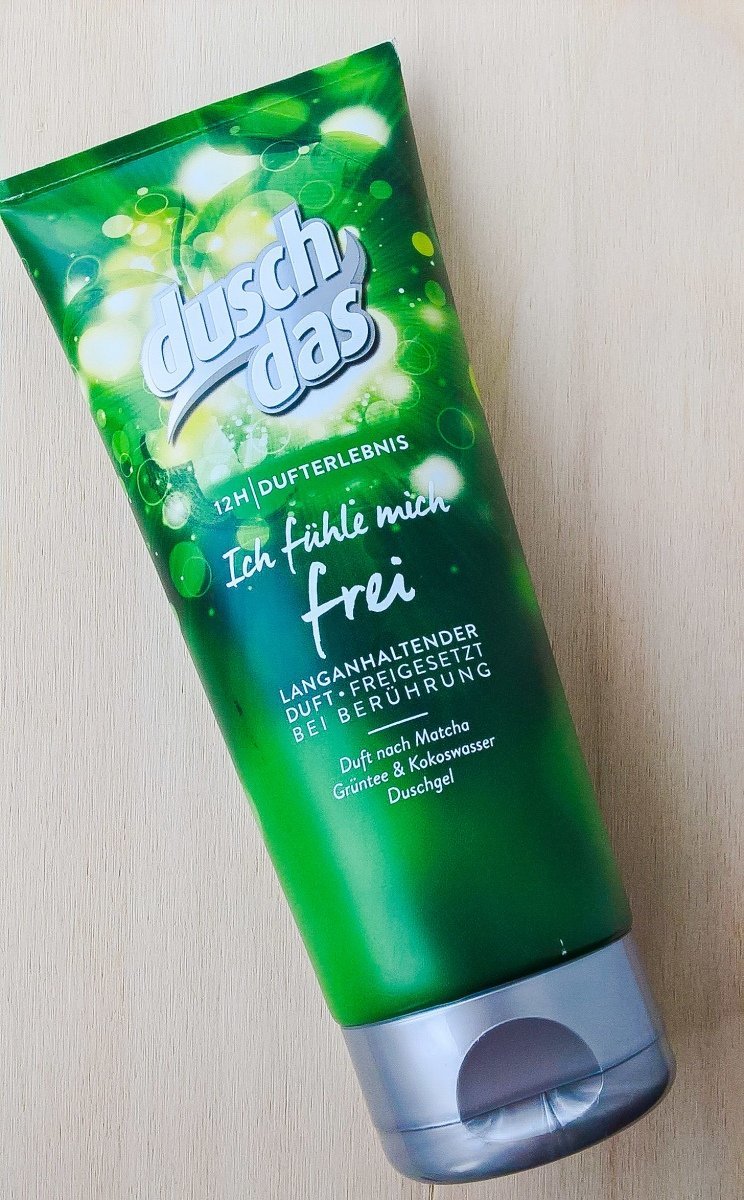 dusch
das
12H | DUFTERLEBNIS
Ich fühle mich
frei
LANGANHALTENDER
DUFT • FREIGESETZT
BEI BERÜHRUNG
Duft nach Matcha
Grüntee & Kokoswasser
Duschgel